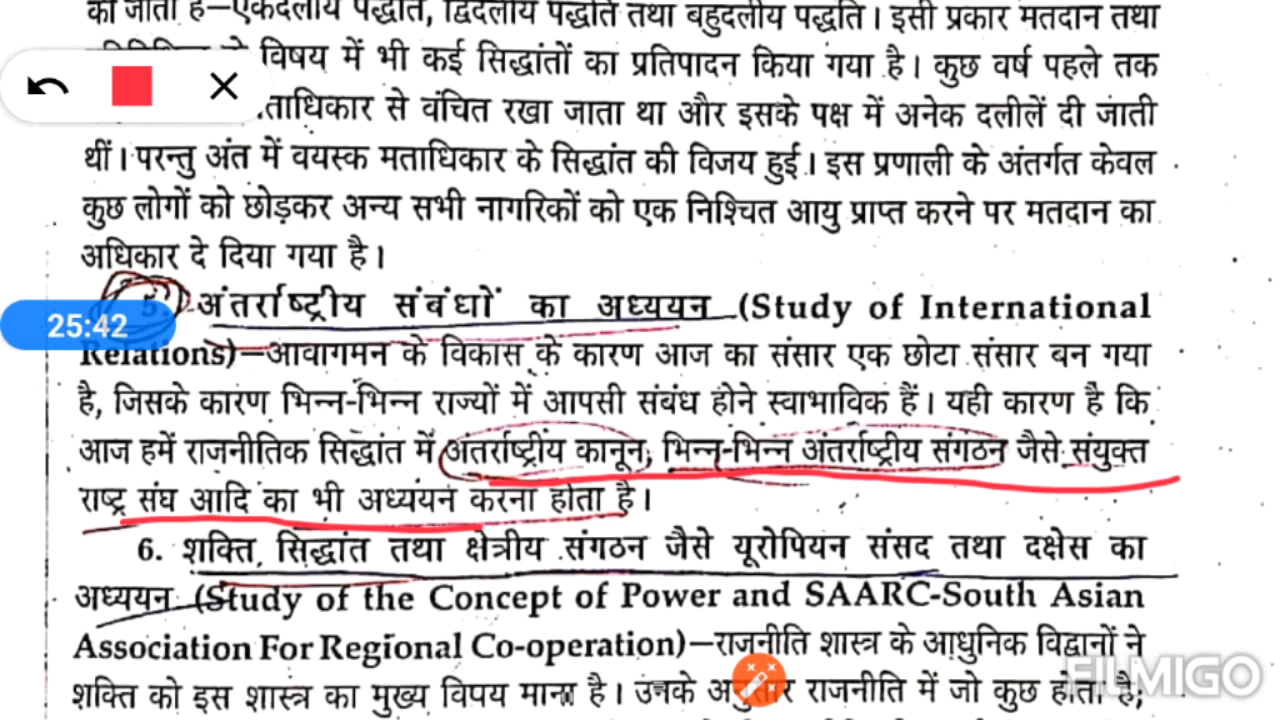 की जाती है—एकदलीय पद्धति, द्विदलीय पद्धति तथा बहुदलीय पद्धति। इसी प्रकार मतदान तथा
विषय में भी कई सिद्धांतों का प्रतिपादन किया गया है। कुछ वर्ष पहले तक
मताधिकार से वंचित रखा जाता था और इसके पक्ष में अनेक दलीलें दी जाती
थीं। परन्तु अंत में वयस्क मताधिकार के सिद्धांत की विजय हुई। इस प्रणाली के अंतर्गत केवल
कुछ लोगों को छोड़कर अन्य सभी नागरिकों को एक निश्चित आयु प्राप्त करने पर मतदान का
अधिकार दे दिया गया है।
5. अंतर्राष्ट्रीय संबंधों का अध्ययन (Study of International
25:42
Relations)—आवागमन के विकास के कारण आज का संसार एक छोटा संसार बन गया
है, जिसके कारण भिन्न-भिन्न राज्यों में आपसी संबंध होने स्वाभाविक हैं। यही कारण है कि
आज हमें राजनीतिक सिद्धांत में अंतर्राष्ट्रीय कानून, भिन्न-भिन्न अंतर्राष्ट्रीय संगठन जैसे संयुक्त
राष्ट्र संघ आदि का भी अध्ययन करना होता है।
6. शक्ति सिद्धांत तथा क्षेत्रीय संगठन जैसे यूरोपियन संसद तथा दक्षेस का
अध्ययन (Study of the Concept of Power and SAARC-South Asian
Association For Regional Co-operation)—राजनीति शास्त्र के आधुनिक विद्वानों ने
शक्ति को इस शास्त्र का मुख्य विषय माना है। उनके अनुसार राजनीति में जो कुछ होता है;
FILMIGO